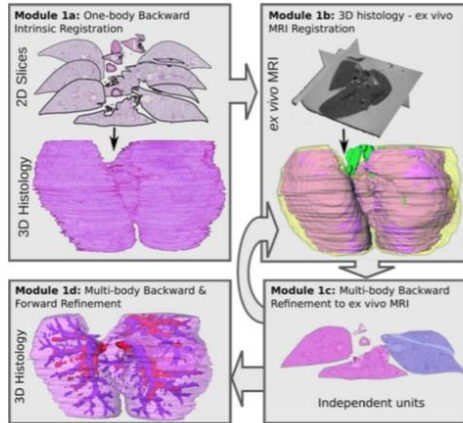 Module 1a: One-body Backward
Intrinsic Registration
2D Slices
3D Histology
Module 1b: 3D histology - ex vivo
MRI Registration
ex vivo MRI
Module 1d: Multi-body Backward &
Forward Refinement
3D Histology
Module 1c: Multi-body Backward
Refinement to ex vivo MRI
Independent units